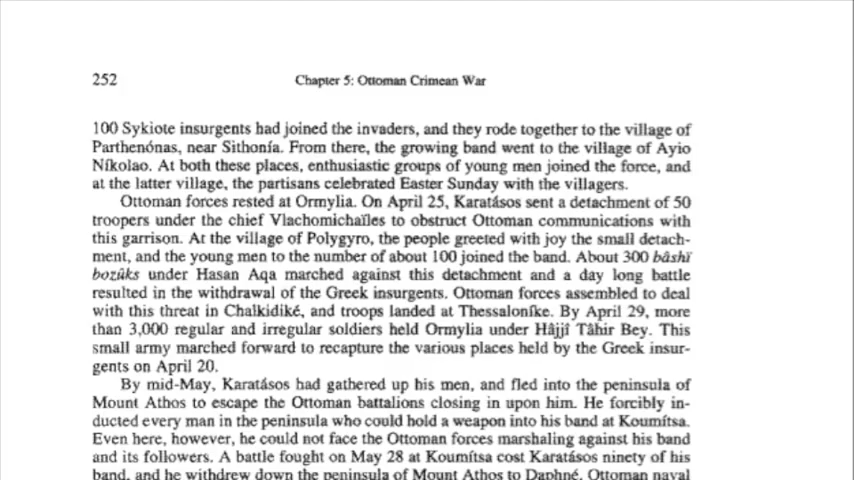 252
Chapter 5: Ottoman Crimean War
100 Sykiote insurgents had joined the invaders, and they rode together to the village of
Parthenónas, near Sithonía. From there, the growing band went to the village of Ayio
Níkolao. At both these places, enthusiastic groups of young men joined the force, and
at the latter village, the partisans celebrated Easter Sunday with the villagers.
Ottoman forces rested at Ormylia. On April 25, Karatásos sent a detachment of 50
troopers under the chief Vlachomichaïles to obstruct Ottoman communications with
this garrison. At the village of Polygyro, the people greeted with joy the small detach-
ment, and the young men to the number of about 100 joined the band. About 300 bâshï
bozûks under Hasan Aqa marched against this detachment and a day long battle
resulted in the withdrawal of the Greek insurgents. Ottoman forces assembled to deal
with this threat in Chalkidiké, and troops landed at Thessaloníke. By April 29, more
than 3,000 regular and irregular soldiers held Ormylia under Hâjjî Tâhir Bey. This
small army marched forward to recapture the various places held by the Greek insur-
gents on April 20.
By mid-May, Karatásos had gathered up his men, and fled into the peninsula of
Mount Athos to escape the Ottoman battalions closing in upon him. He forcibly in-
ducted every man in the peninsula who could hold a weapon into his band at Koumítsa.
Even here, however, he could not face the Ottoman forces marshaling against his band
and its followers. A battle fought on May 28 at Koumítsa cost Karatásos ninety of his
band, and he withdrew down the peninsula of Mount Athos to Daphné. Ottoman naval